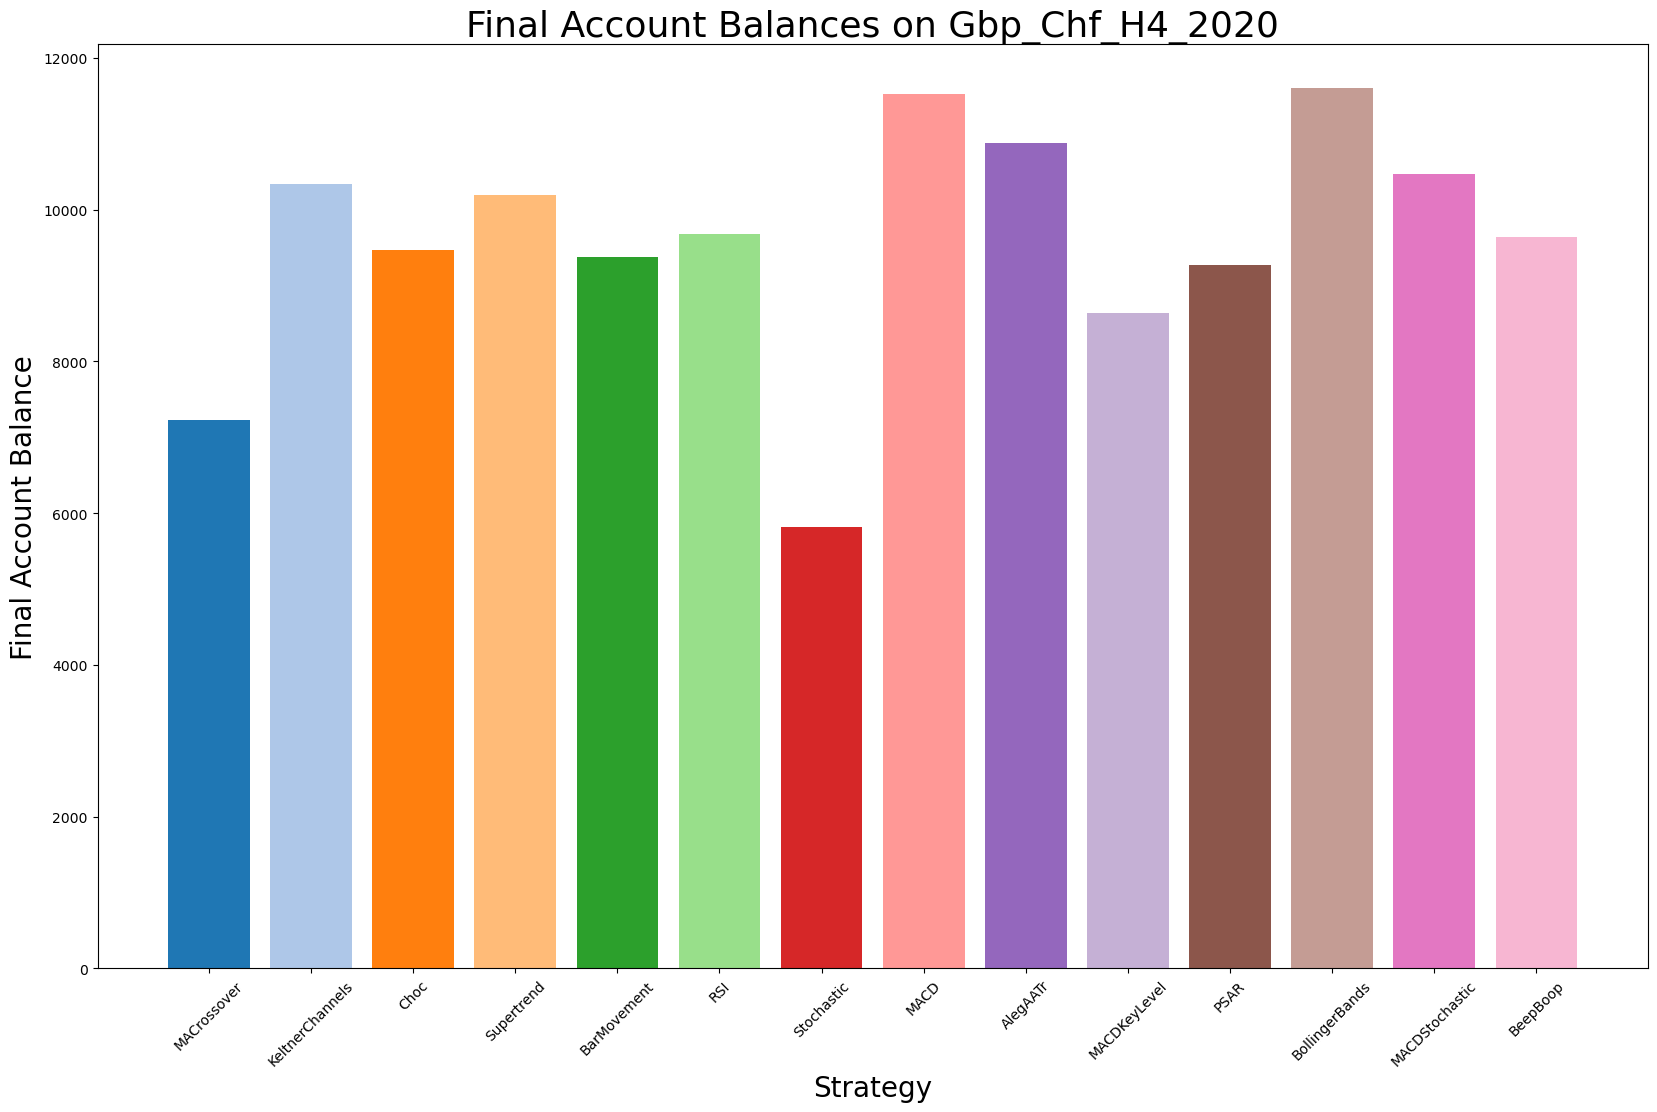 Final Account Balances on Gbp_Chf_H4_2020
Final Account Balance
12000
10000
8000
6000
4000
2000
0
MACrossover
KeltnerChannels
Choc
Supertrend
BarMovement
RSI
Stochastic
MACD
AlegAATr
MACDKeyLevel
PSAR
BollingerBands
MACDStochastic
BeepBoop
Strategy